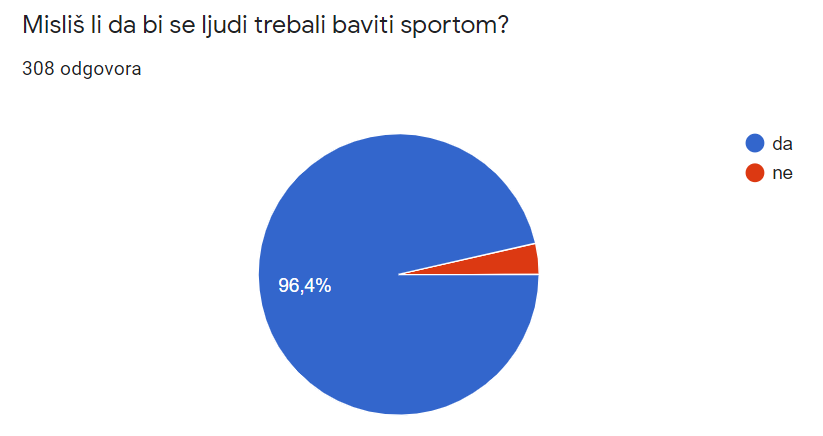 Misliš li da bi se ljudi trebali baviti sportom?
308 odgovora
da
ne
96,4%